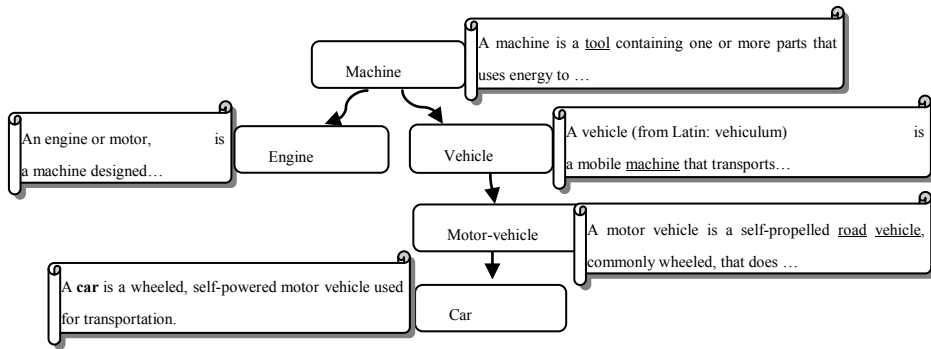 A machine is a tool containing one or more parts that
uses energy to …
Machine
An engine or motor, is
a machine designed…
Engine
Vehicle
A vehicle (from Latin: vehiculum) is
a mobile machine that transports…
Motor-vehicle
A motor vehicle is a self-propelled road vehicle,
commonly wheeled, that does …
A car is a wheeled, self-powered motor vehicle used
for transportation.
Car